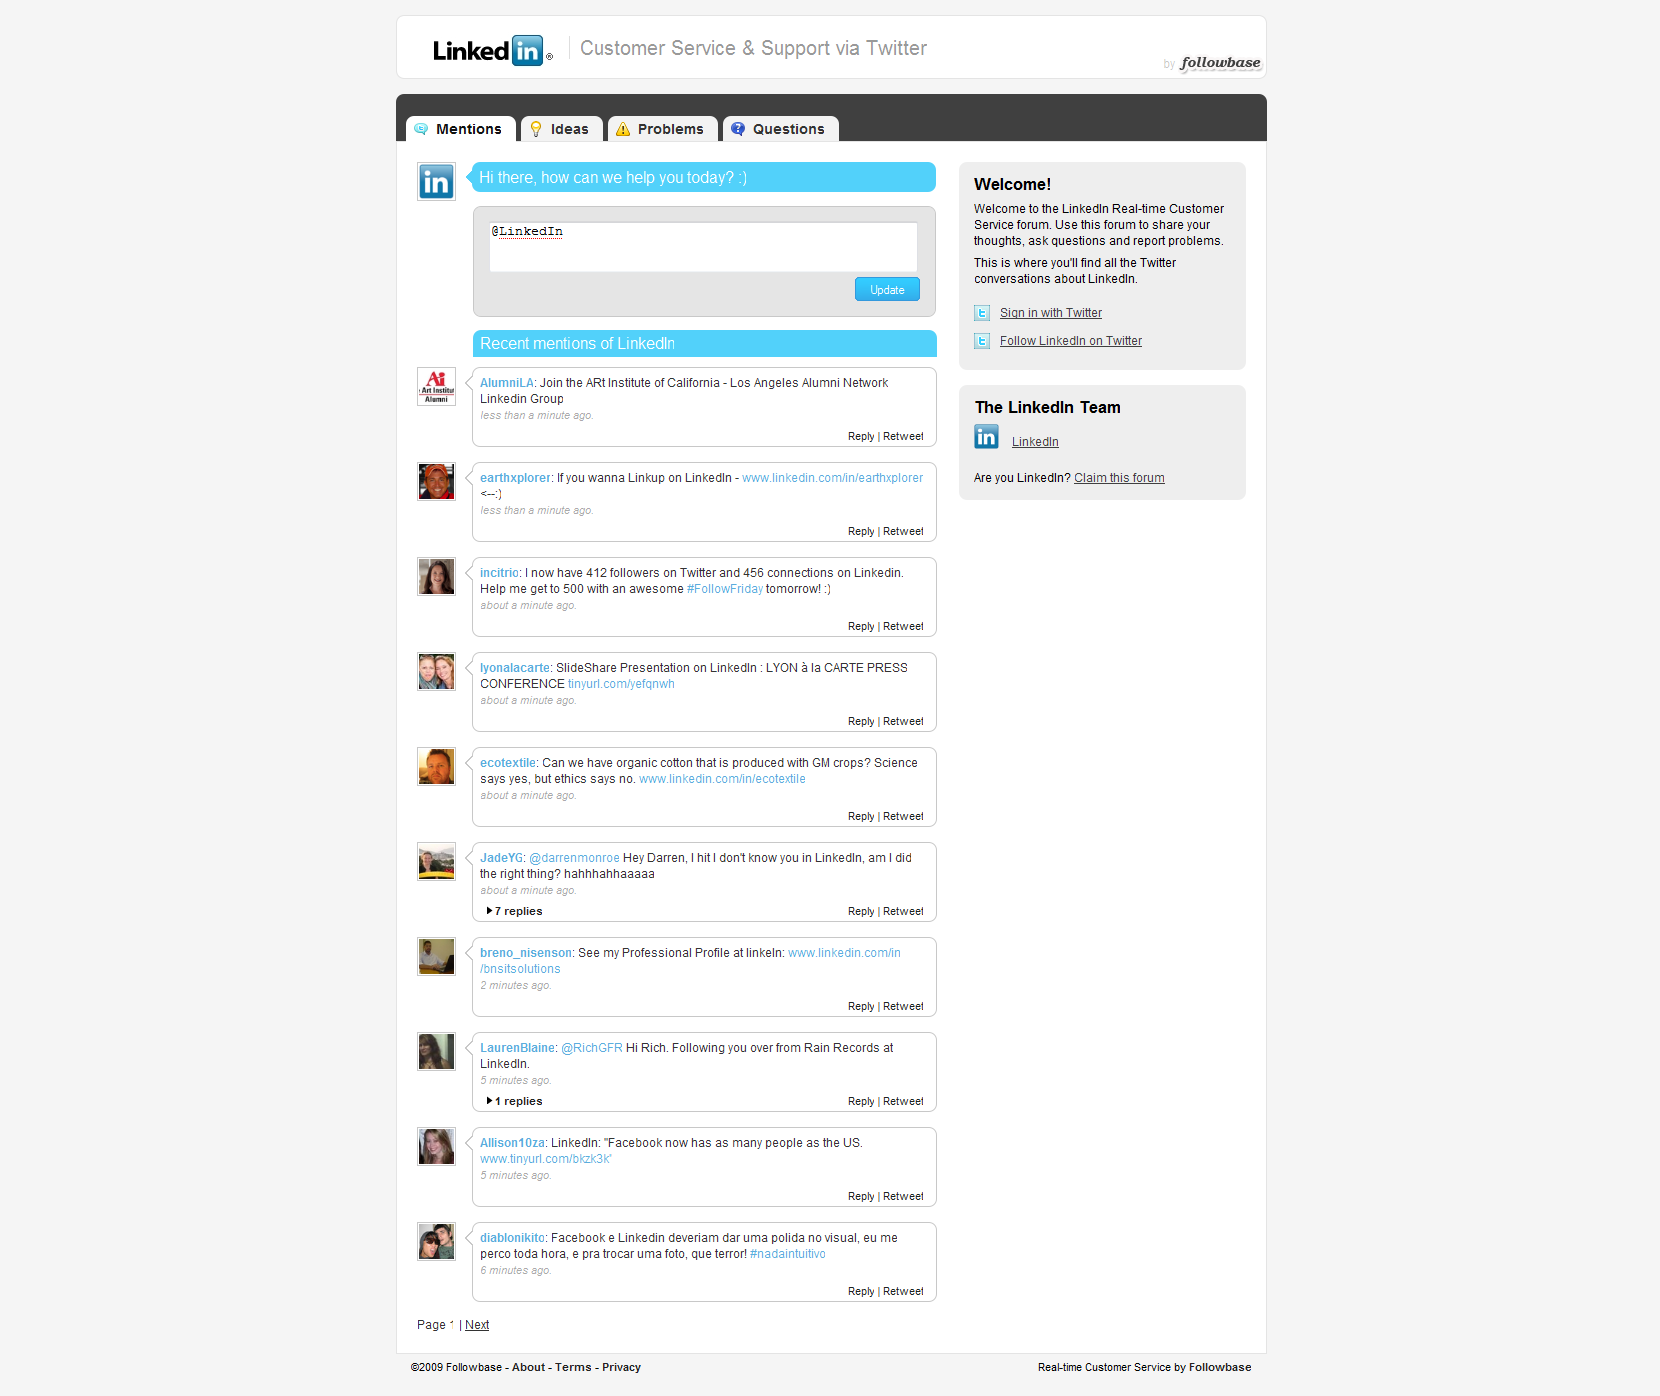 Linked in ®
Customer Service & Support via Twitter
by followbase
Mentions
Ideas
Problems
Questions
in
Hi there, how can we help you today? :)
@LinkedIn
Update
Recent mentions of LinkedIn
Ai
Art Institut
Alumni
AlumniLA: Join the ARt Institute of California - Los Angeles Alumni Network
Linkedin Group
less than a minute ago.
Reply | Retweet
earthxplorer: If you wanna Linkup on LinkedIn - www.linkedin.com/in/earthxplorer
<--:)
less than a minute ago.
Reply | Retweet
incitrio: I now have 412 followers on Twitter and 456 connections on Linkedin.
Help me get to 500 with an awesome #FollowFriday tomorrow! :)
about a minute ago.
Reply | Retweet
lyonalacarte: SlideShare Presentation on LinkedIn : LYON à la CARTE PRESS
CONFERENCE tinyurl.com/yefqnwh
about a minute ago.
Reply | Retweet
ecotextile: Can we have organic cotton that is produced with GM crops? Science
says yes, but ethics says no. www.linkedin.com/in/ecotextile
about a minute ago.
Reply | Retweet
JadeYG: @darrenmonroe Hey Darren, I hit I don't know you in LinkedIn, am I did
the right thing? hahhhahhaaaaa
about a minute ago.
7 replies
Reply | Retweet
breno_nisenson: See my Professional Profile at linkeln: www.linkedin.com/in
/bnsitsolutions
2 minutes ago.
Reply | Retweet
LaurenBlaine: @RichGFR Hi Rich. Following you over from Rain Records at
LinkedIn.
5 minutes ago.
1 replies
Reply | Retweet
Allison10za: LinkedIn: "Facebook now has as many people as the US.
www.tinyurl.com/bkzk3k"
5 minutes ago.
Reply | Retweet
diablonikito: Facebook e Linkedin deveriam dar uma polida no visual, eu me
perco toda hora, e pra trocar uma foto, que terror! #nadaintuitivo
6 minutes ago.
Reply | Retweet
Page 1 | Next
Welcome!
Welcome to the LinkedIn Real-time Customer
Service forum. Use this forum to share your
thoughts, ask questions and report problems.
This is where you'll find all the Twitter
conversations about LinkedIn.
Sign in with Twitter
Follow LinkedIn on Twitter
The LinkedIn Team
in
LinkedIn
Are you LinkedIn? Claim this forum
©2009 Followbase - About - Terms - Privacy
Real-time Customer Service by Followbase